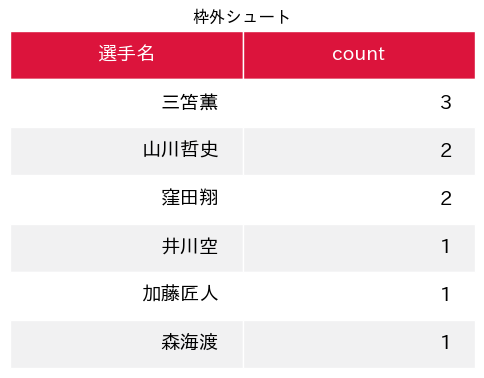 枠外シュート
選手名 count
三笘薫 3
山川哲史 2
窪田翔 2
井川空 1
加藤匠人 1
森海渡 1